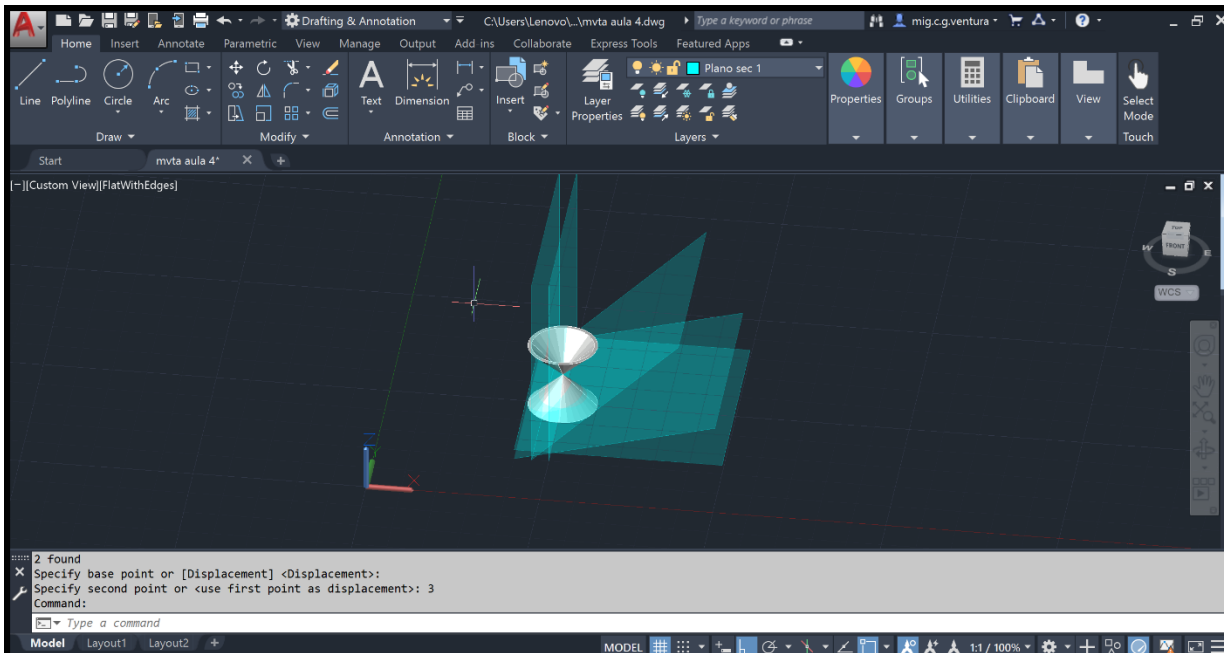 Drafting & Annotation
C:\Users\Lenovo\...\mvta aula 4.dwg
Type a keyword or phrase
mig.c.g.ventura
Home Insert Annotate Parametric View Manage Output Add-ins Collaborate Express Tools Featured Apps
Plano sec 1
Line Polyline Circle Arc
Text Dimension
Insert
Layer
Properties
Properties Groups Utilities Clipboard View Select
Mode
Draw Modify Annotation Block Layers Touch
Start mvta aula 4*
[-][Custom View][FlatWithEdges]
TOP
FRONT
W E
S
WCS
Z
Y
X
2 found
Specify base point or [Displacement] <Displacement>:
Specify second point or <use first point as displacement>: 3
Command:
Type a command
Model Layout1 Layout2
MODEL 1:1 / 100%